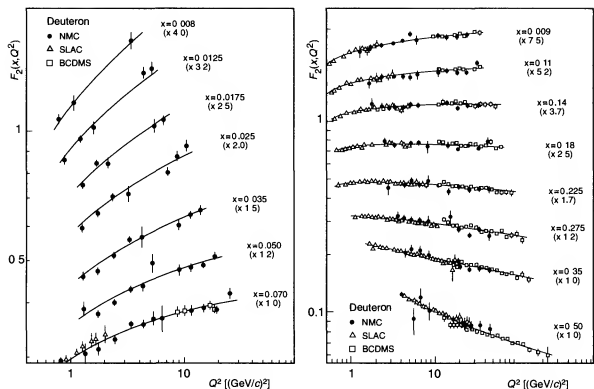 Deuteron
NMC
SLAC
BCDMS
F₂(x,Q²)
x=0 008
(x 4 0)
x=0 0125
(x 3 2)
x=0.0175
(x 2 5)
x=0.025
(x 2.0)
x=0 035
(x 1 5)
x=0.050
(x 1 2)
x=0.070
(x 1 0)
1
0 5
1
10
Q² [(GeV/c)²]
F₂(x,Q²)
x=0 009
(x 7 5)
x=0 11
(x 5 2)
x=0.14
(x 3.7)
x=0 18
(x 2 5)
x=0.225
(x 1.7)
x=0.275
(x 1 2)
x=0 35
(x 1 0)
x=0 50
(x 1 0)
1
0.1
Deuteron
NMC
SLAC
BCDMS
1
10
100
Q² [(GeV/c)²]